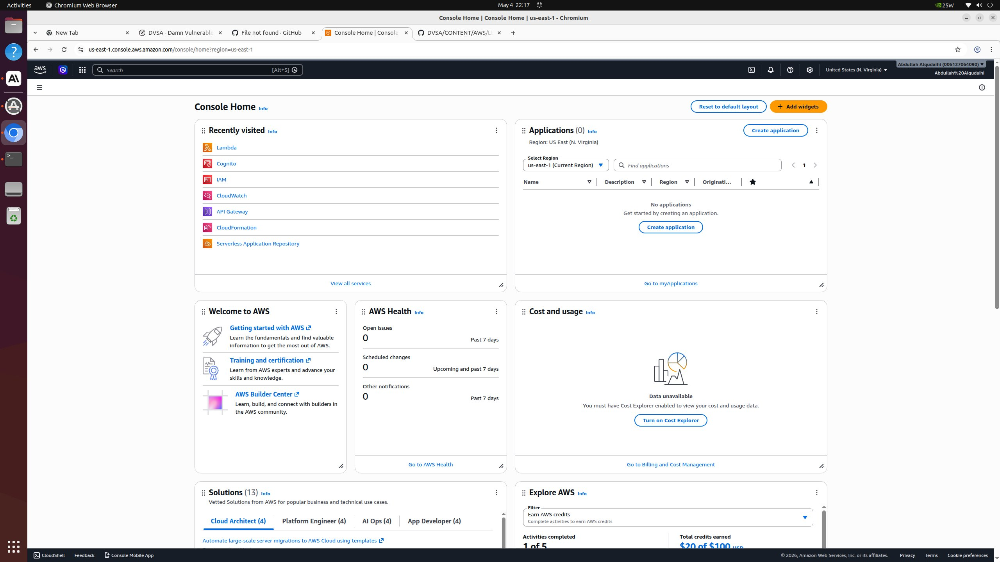 Activities
Chromium Web Browser
May 4 22:17
25W
Console Home | Console Home | us-east-1 - Chromium
New Tab
DVSA - Damn Vulnerable
File not found · GitHub
Console Home | Console
DVSA/CONTENT/AWS/LE
us-east-1.console.aws.amazon.com/console/home?region=us-east-1
aws
Search
[Alt+S]
United States (N. Virginia)
Abdullah Alqudaihi (006127064090)
Abdullah%20Alqudaihi
Console Home Info
Reset to default layout
Add widgets
Recently visited Info
Lambda
Cognito
IAM
CloudWatch
API Gateway
CloudFormation
Serverless Application Repository
View all services
Applications (0) Info
Create application
Region: US East (N. Virginia)
Select Region
us-east-1 (Current Region)
Find applications
1
Name
Description
Region
Originati...
No applications
Get started by creating an application.
Create application
Go to myApplications
Welcome to AWS
Getting started with AWS
Learn the fundamentals and find valuable
information to get the most out of AWS.
Training and certification
Learn from AWS experts and advance your
skills and knowledge.
AWS Builder Center
Learn, build, and connect with builders in
the AWS community.
AWS Health Info
Open issues
0
Past 7 days
Scheduled changes
0
Upcoming and past 7 days
Other notifications
0
Past 7 days
Go to AWS Health
Cost and usage Info
Data unavailable
You must have Cost Explorer enabled to view your cost and usage data.
Turn on Cost Explorer
Go to Billing and Cost Management
Solutions (13) Info
Vetted Solutions from AWS for popular business and technical use cases.
Cloud Architect (4)
Platform Engineer (4)
AI Ops (4)
App Developer (4)
Automate large-scale server migrations to AWS Cloud using templates
Explore AWS Info
Filter
Earn AWS credits
Complete activities to earn AWS credits
Activities completed
1 of 5
Total credits earned
$20 of $100 USD
CloudShell
Feedback
Console Mobile App
© 2026, Amazon Web Services, Inc. or its affiliates.
Privacy
Terms
Cookie preferences